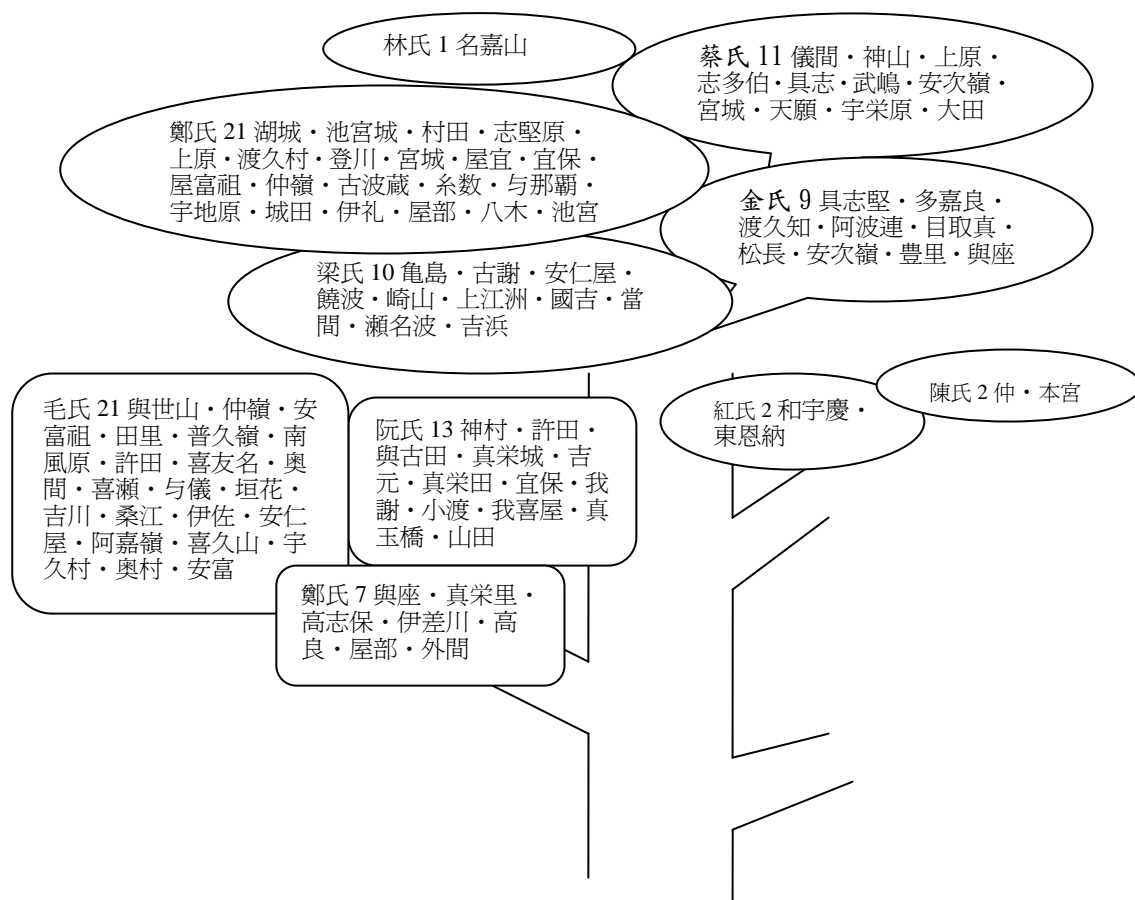 林氏 1 名嘉山
蔡氏 11 儀間・神山・上原・
志多伯・具志・武嶋・安次嶺・
宮城・天願・宇栄原・大田
鄭氏 21 湖城・池宮城・村田・志堅原・
上原・渡久村・登川・宮城・屋宜・宜保・
屋富祖・仲嶺・古波蔵・糸数・与那覇・
宇地原・城田・伊礼・屋部・八木・池宮
金氏 9 具志堅・多嘉良・
渡久知・阿波連・目取真・
松長・安次嶺・豊里・與座
梁氏 10 亀島・古謝・安仁屋・
饒波・崎山・上江洲・國吉・當
間・瀬名波・吉浜
毛氏 21 與世山・仲嶺・安
富祖・田里・普久嶺・南
風原・許田・喜友名・奥
間・喜瀬・与儀・垣花・
吉川・桑江・伊佐・安仁
屋・阿嘉嶺・喜久山・宇
久村・奥村・安富
阮氏 13 神村・許田・
與古田・真栄城・吉
元・真栄田・宜保・我
謝・小渡・我喜屋・真
玉橋・山田
鄭氏 7 與座・真栄里・
高志保・伊差川・高
良・屋部・外間
紅氏 2 和宇慶・
東恩納
陳氏 2 仲・本宮